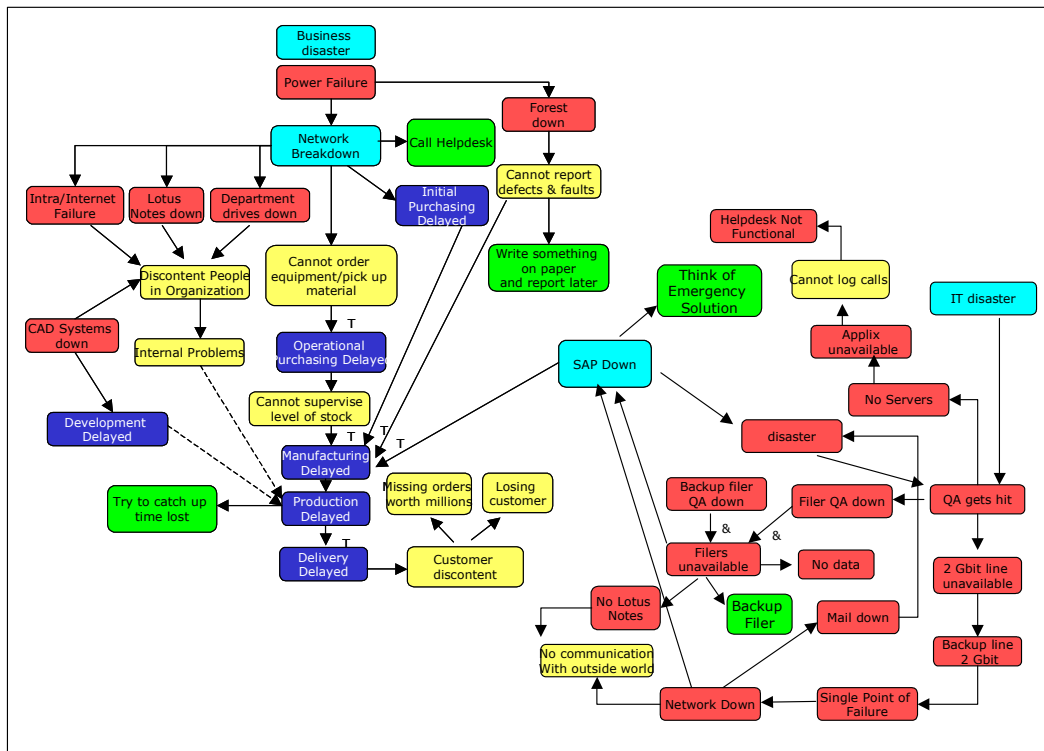 Business
disaster
Power Failure
Forest
down
Network
Breakdown
Call Helpdesk
Cannot report
defects & faults
Intra/Internet
Failure
Lotus
Notes down
Department
drives down
Initial
Purchasing
Delayed
Helpdesk Not
Functional
Write something
on paper
and report later
Think of
Emergency
Solution
Cannot log calls
IT disaster
Discontent People
in Organization
Cannot order
equipment/pick up
material
T
CAD Systems
down
Internal Problems
Operational
Purchasing Delayed
SAP Down
Applix
unavailable
No Servers
Cannot supervise
level of stock
Development
Delayed
T
T
T
disaster
Manufacturing
Delayed
Missing orders
worth millions
Losing
customer
Backup filer
QA down
Filer QA down
QA gets hit
Try to catch up
time lost
Production
Delayed
&
&
T
Delivery
Delayed
Customer
discontent
Filers
unavailable
No data
2 Gbit line
unavailable
No Lotus
Notes
Backup
Filer
Mail down
No communication
With outside world
Backup line
2 Gbit
Network Down
Single Point of
Failure